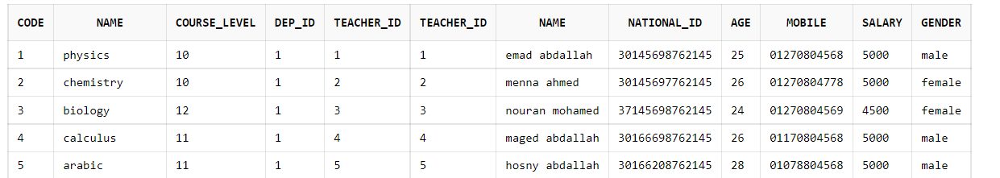 CODE NAME COURSE_LEVEL DEP_ID TEACHER_ID TEACHER_ID NAME NATIONAL_ID AGE MOBILE SALARY GENDER
1 physics 10 1 1 1 emad abdallah 30145698762145 25 01270804568 5000 male
2 chemistry 10 1 2 2 menna ahmed 30145697762145 26 01270804778 5000 female
3 biology 12 1 3 3 nouran mohamed 37145698762145 24 01270804569 4500 female
4 calculus 11 1 4 4 maged abdallah 30166698762145 26 01170804568 5000 male
5 arabic 11 1 5 5 hosny abdallah 30166208762145 28 01078804568 5000 male